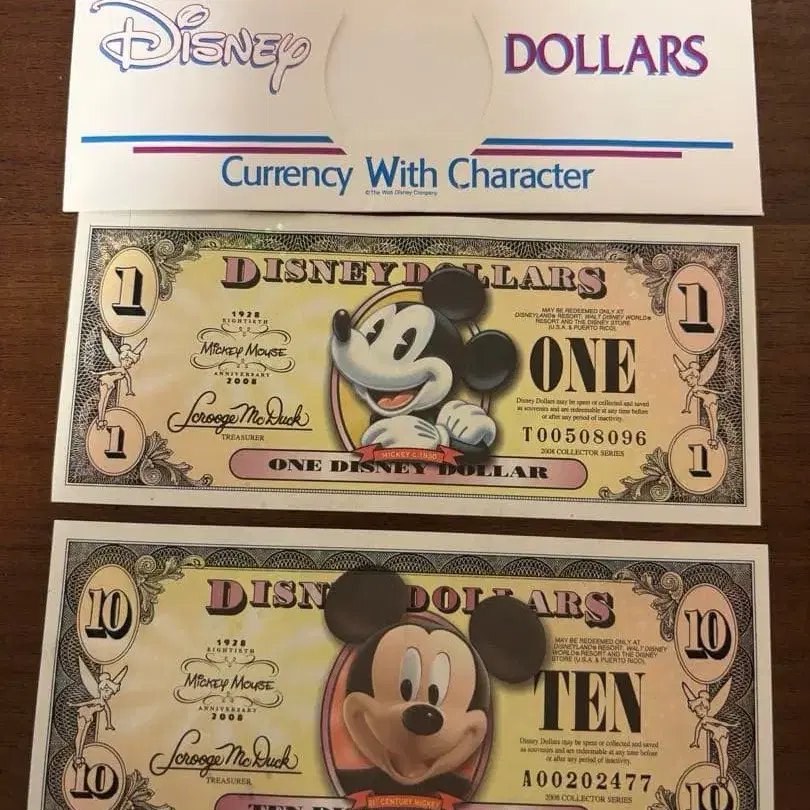 Disney DOLLARS
Currency With Character
©The Walt Disney Company
1
DISNEY DOLLARS
1
1928
EIGHTIETH
Mickey Mouse
ANNIVERSARY
2008
MAY BE REDEEMED ONLY AT
DISNEYLAND® RESORT, WALT DISNEY WORLD®
RESORT AND THE DISNEY STORE
(U.S.A. & PUERTO RICO).
ONE
Disney Dollars may be spent or collected and saved
as souvenirs and are redeemable at any time before
or after any period of inactivity.
Scrooge McDuck
TREASURER
T00508096
2008 COLLECTOR SERIES
1
MICKEY C. 1930
ONE DISNEY DOLLAR
1
10
DISN DOLLARS
10
1928
EIGHTIETH
Mickey Mouse
ANNIVERSARY
2008
MAY BE REDEEMED ONLY AT
DISNEYLAND® RESORT, WALT DISNEY
WORLD® RESORT AND THE DISNEY
STORE (U.S.A. & PUERTO RICO).
TEN
Disney Dollars may be spent or collected and saved
as souvenirs and are redeemable at any time before
or after any period of inactivity.
Scrooge McDuck
TREASURER
A00202477
2008 COLLECTOR SERIES
10
21ST CENTURY MICKEY
TEN
10